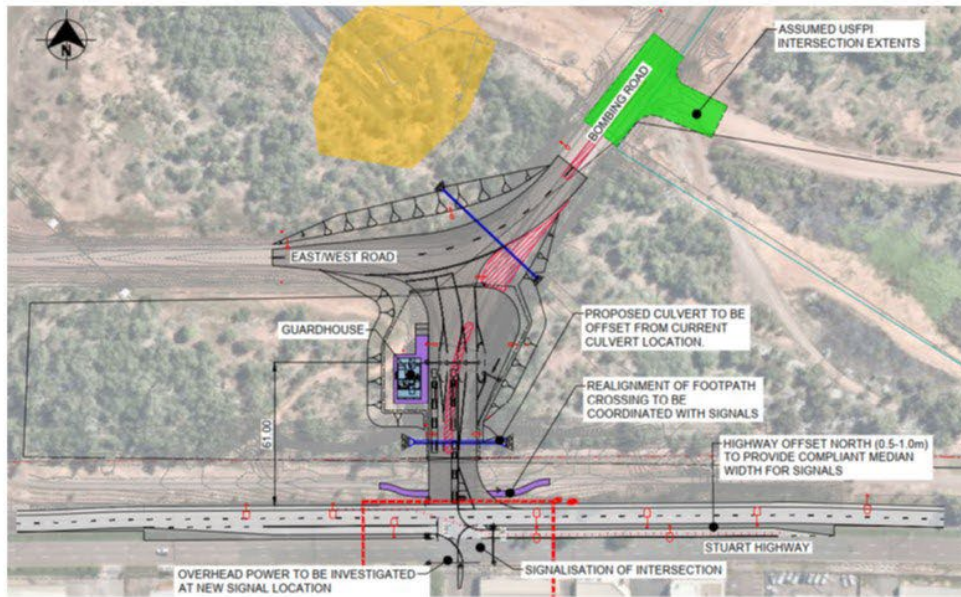 N
ASSUMED USFPI
INTERSECTION EXTENTS
BOMBING ROAD
EAST/WEST ROAD
GUARDHOUSE
PROPOSED CULVERT TO BE
OFFSET FROM CURRENT
CULVERT LOCATION.
REALIGNMENT OF FOOTPATH
CROSSING TO BE
COORDINATED WITH SIGNALS
61.00
HIGHWAY OFFSET NORTH (0.5-1.0m)
TO PROVIDE COMPLIANT MEDIAN
WIDTH FOR SIGNALS
STUART HIGHWAY
OVERHEAD POWER TO BE INVESTIGATED
AT NEW SIGNAL LOCATION
SIGNALISATION OF INTERSECTION